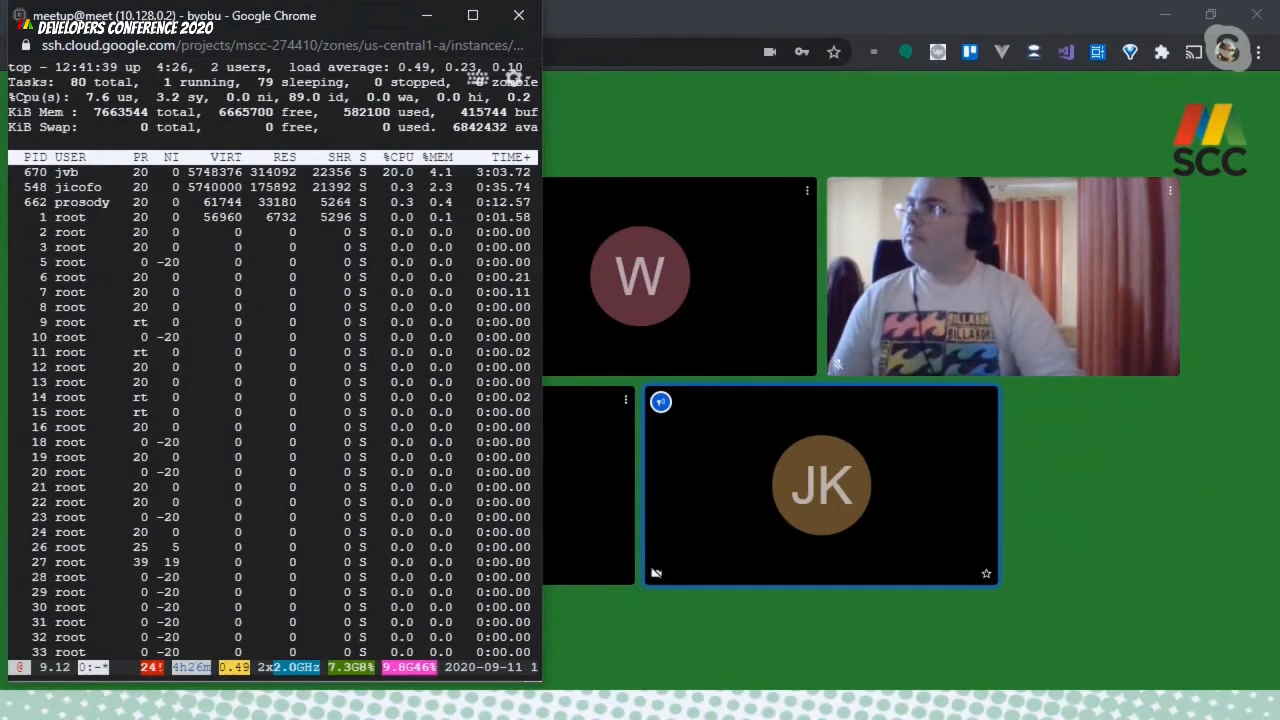 meetup@meet (10.128.0.2) - byobu - Google Chrome
DEVELOPERS CONFERENCE 2020
ssh.cloud.google.com/projects/mscc-274410/zones/us-central1-a/instances/...
top - 12:41:39 up 4:26, 2 users, load average: 0.49, 0.23, 0.10
Tasks: 80 total, 1 running, 79 sleeping, 0 stopped, 0 zombie
%Cpu(s): 7.6 us, 3.2 sy, 0.0 ni, 89.0 id, 0.0 wa, 0.0 hi, 0.2
KiB Mem : 7663544 total, 6665700 free, 582100 used, 415744 buf
KiB Swap: 0 total, 0 free, 0 used. 6842432 ava
PID USER PR NI VIRT RES SHR S %CPU %MEM TIME+
670 jvb 20 0 5748376 314092 22356 S 20.0 4.1 3:03.72
548 jicofo 20 0 5740000 175892 21392 S 0.3 2.3 0:35.74
662 prosody 20 0 61744 33180 5264 S 0.3 0.4 0:12.57
1 root 20 0 56960 6732 5296 S 0.0 0.1 0:01.58
2 root 20 0 0 0 0 S 0.0 0.0 0:00.00
3 root 20 0 0 0 0 S 0.0 0.0 0:00.00
5 root 0 -20 0 0 0 S 0.0 0.0 0:00.00
6 root 20 0 0 0 0 S 0.0 0.0 0:00.21
7 root 20 0 0 0 0 S 0.0 0.0 0:00.11
8 root 20 0 0 0 0 S 0.0 0.0 0:00.00
9 root rt 0 0 0 0 S 0.0 0.0 0:00.00
10 root 0 -20 0 0 0 S 0.0 0.0 0:00.00
11 root rt 0 0 0 0 S 0.0 0.0 0:00.02
12 root 20 0 0 0 0 S 0.0 0.0 0:00.00
13 root 20 0 0 0 0 S 0.0 0.0 0:00.00
14 root rt 0 0 0 0 S 0.0 0.0 0:00.02
15 root rt 0 0 0 0 S 0.0 0.0 0:00.00
16 root 20 0 0 0 0 S 0.0 0.0 0:00.00
18 root 0 -20 0 0 0 S 0.0 0.0 0:00.00
19 root 20 0 0 0 0 S 0.0 0.0 0:00.00
20 root 0 -20 0 0 0 S 0.0 0.0 0:00.00
21 root 20 0 0 0 0 S 0.0 0.0 0:00.00
22 root 20 0 0 0 0 S 0.0 0.0 0:00.00
23 root 0 -20 0 0 0 S 0.0 0.0 0:00.00
24 root 20 0 0 0 0 S 0.0 0.0 0:00.00
26 root 25 5 0 0 0 S 0.0 0.0 0:00.00
27 root 39 19 0 0 0 S 0.0 0.0 0:00.00
28 root 0 -20 0 0 0 S 0.0 0.0 0:00.00
29 root 0 -20 0 0 0 S 0.0 0.0 0:00.00
30 root 0 -20 0 0 0 S 0.0 0.0 0:00.00
31 root 0 -20 0 0 0 S 0.0 0.0 0:00.00
32 root 0 -20 0 0 0 S 0.0 0.0 0:00.00
33 root 0 -20 0 0 0 S 0.0 0.0 0:00.00
@ 9.12 0:-* 24! 4h26m 0.49 2x2.0GHz 7.3G8% 9.8G46% 2020-09-11 1
SCC
W
BILLABONG
JK